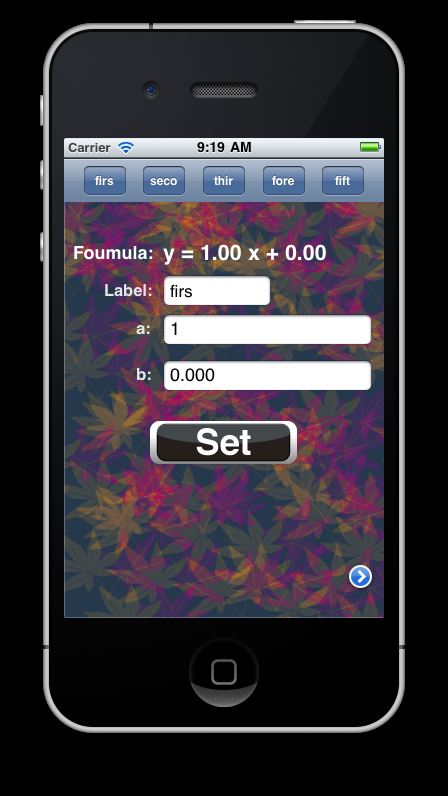 Carrier 9:19 AM
firs seco thir fore fift
Foumula: y = 1.00 x + 0.00
Label: firs
a: 1
b: 0.000
Set